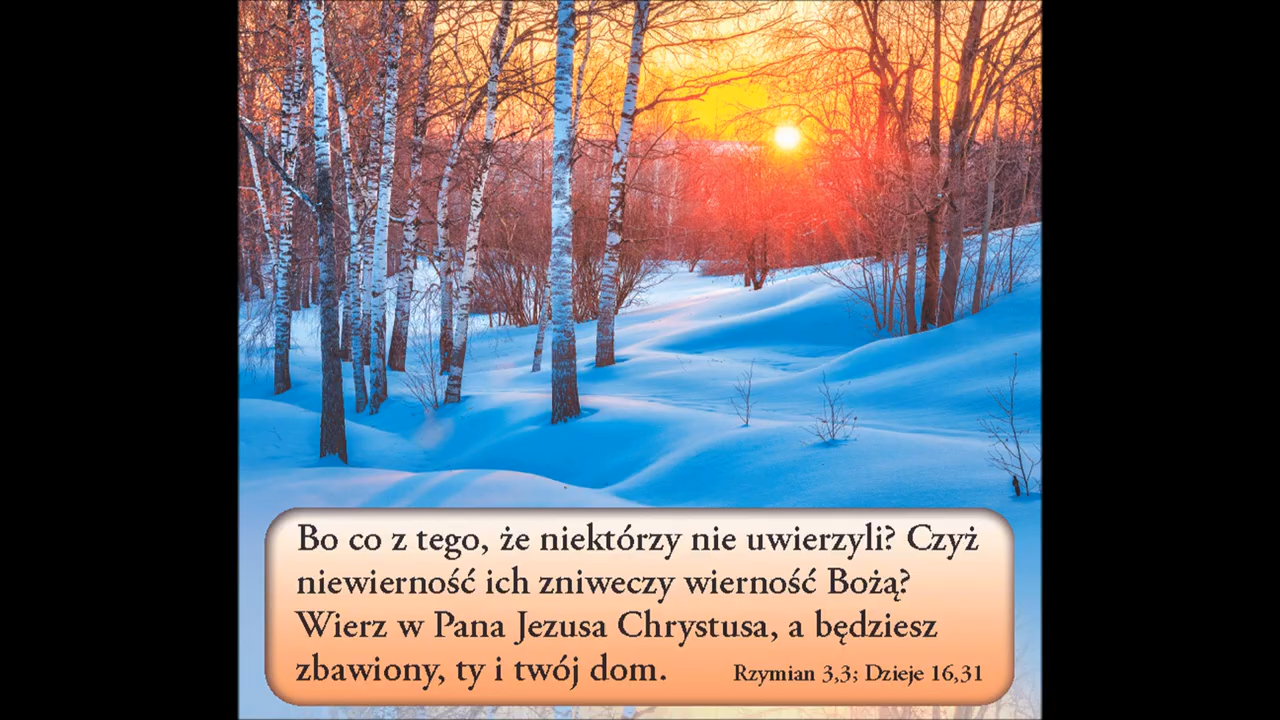 Bo co z tego, że niektórzy nie uwierzyli? Czyż
niewierność ich zniweczy wierność Bożą?
Wierz w Pana Jezusa Chrystusa, a będziesz
zbawiony, ty i twój dom. Rzymian 3,3; Dzieje 16,31